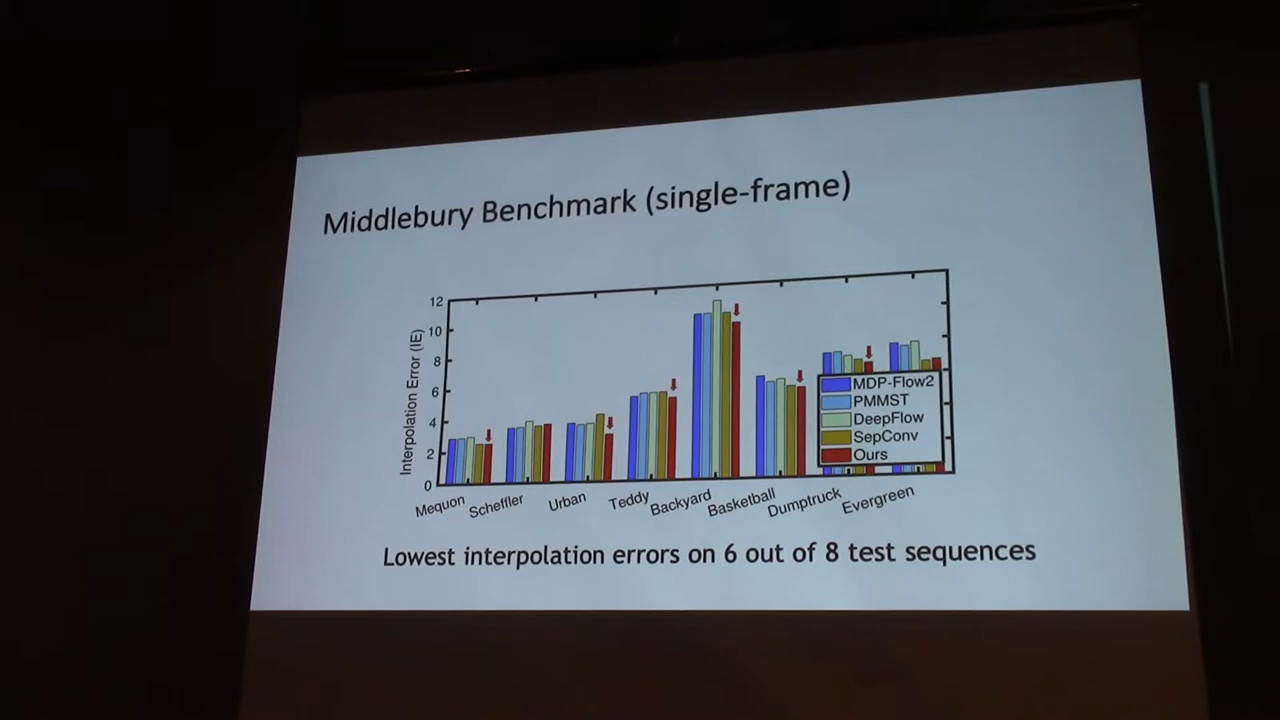 Middlebury Benchmark (single-frame)
12
10
8
6
4
2
0
Interpolation Error (IE)
MDP-Flow2
PMMST
DeepFlow
SepConv
Ours
Mequon Scheffler Urban Teddy Backyard Basketball Dumptruck Evergreen
Lowest interpolation errors on 6 out of 8 test sequences